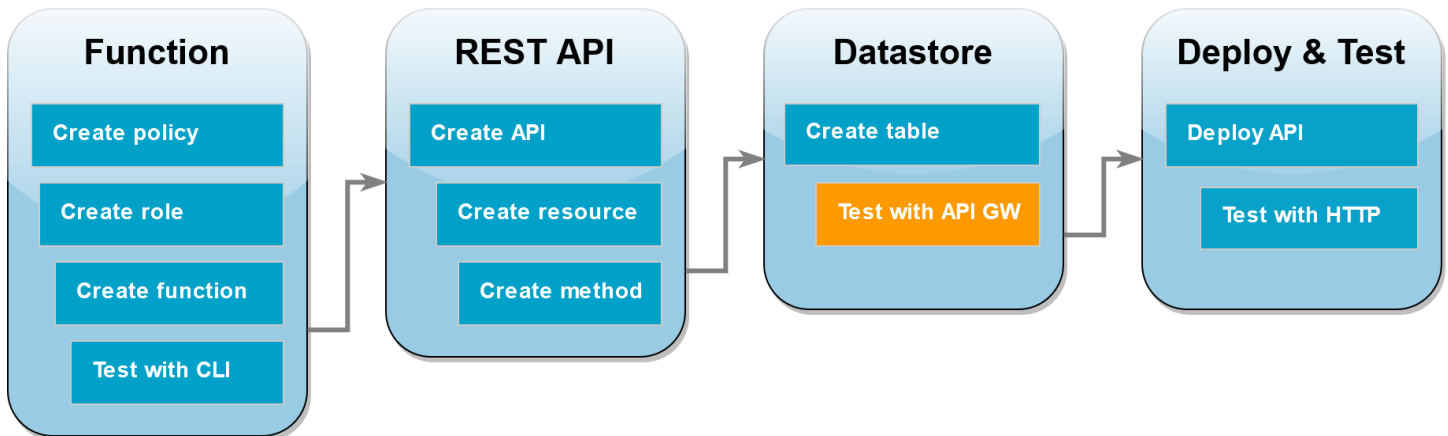 Function
Create policy
Create role
Create function
Test with CLI
REST API
Create API
Create resource
Create method
Datastore
Create table
Test with API GW
Deploy & Test
Deploy API
Test with HTTP